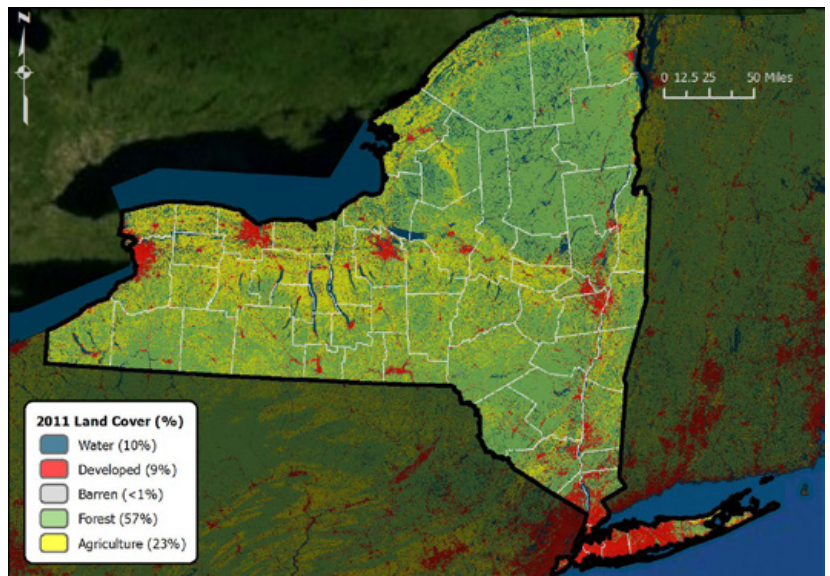 N
0 12.5 25 50 Miles
2011 Land Cover (%)
Water (10%)
Developed (9%)
Barren (<1%)
Forest (57%)
Agriculture (23%)